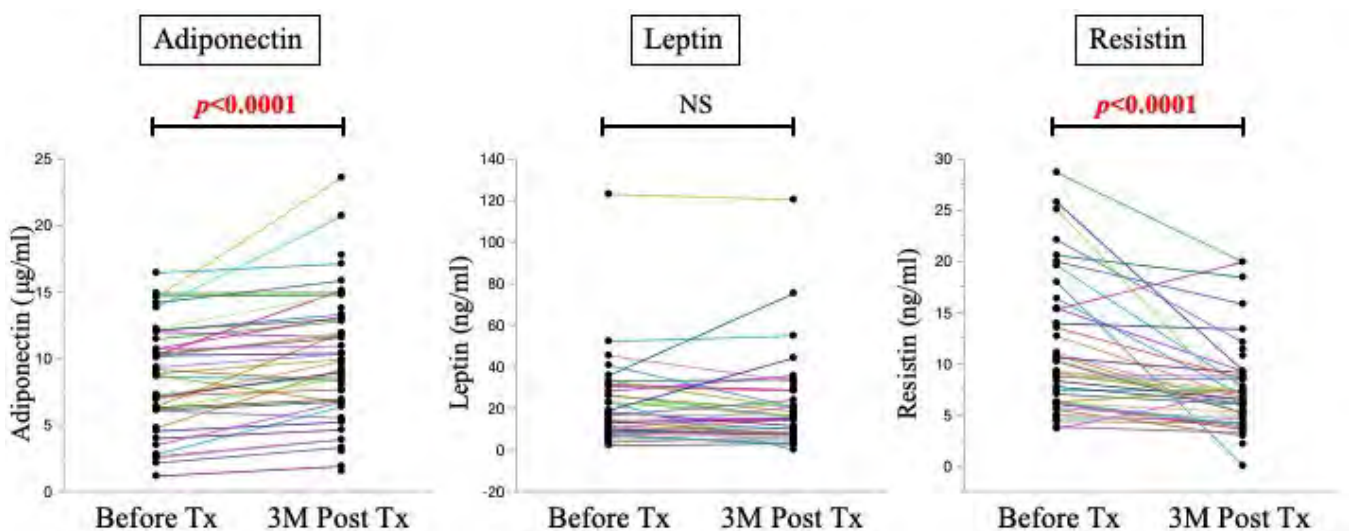 Adiponectin
p<0.0001
Adiponectin (μg/ml)
25
20
15
10
5
0
Before Tx 3M Post Tx
Leptin
NS
Leptin (ng/ml)
140
120
100
80
60
40
20
0
-20
Before Tx 3M Post Tx
Resistin
p<0.0001
Resistin (ng/ml)
30
25
20
15
10
5
0
Before Tx 3M Post Tx